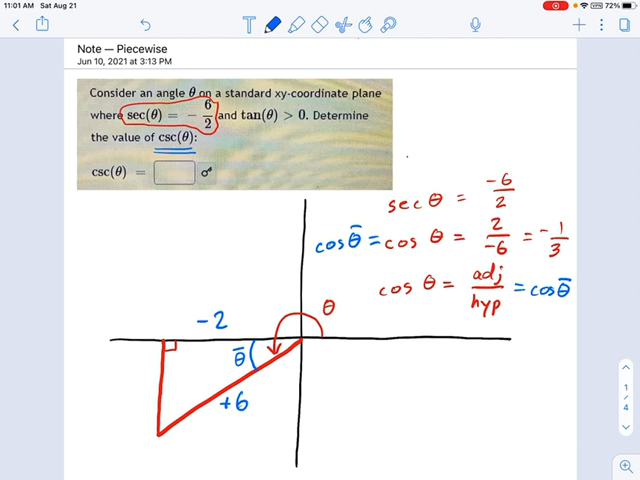 11:01 AM Sat Aug 21
72%
Note — Piecewise
Jun 10, 2021 at 3:13 PM
Consider an angle θ on a standard xy-coordinate plane
where sec(θ) = − 6/2 and tan(θ) > 0. Determine
the value of csc(θ):
csc(θ) =
sec θ = -6/2
cos θ̄ = cos θ = 2/-6 = -1/3
cos θ = adj/hyp = cos θ̄
θ
-2
θ̄
+6
1
/
4